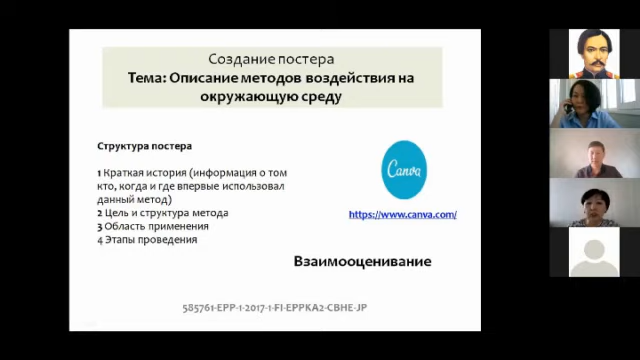 Создание постера
Тема: Описание методов воздействия на
окружающую среду
Структура постера
1 Краткая история (информация о том
кто, когда и где впервые использовал
данный метод)
2 Цель и структура метода
3 Область применения
4 Этапы проведения
Canva
https://www.canva.com/
Взаимооценивание
585761-EPP-1-2017-1-FI-EPPKA2-CBHE-JP